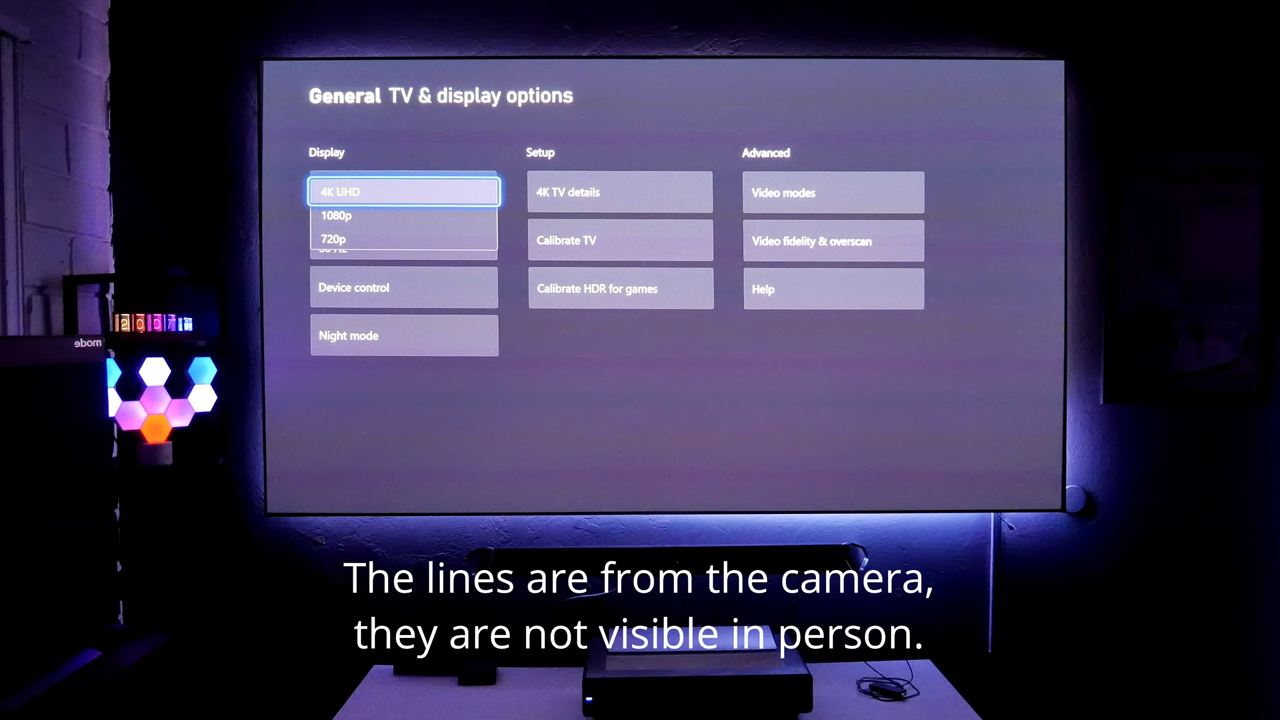 General TV & display options
Display
4K UHD
1080p
720p
Device control
Night mode
Setup
4K TV details
Calibrate TV
Calibrate HDR for games
Advanced
Video modes
Video fidelity & overscan
Help
mode
The lines are from the camera,
they are not visible in person.